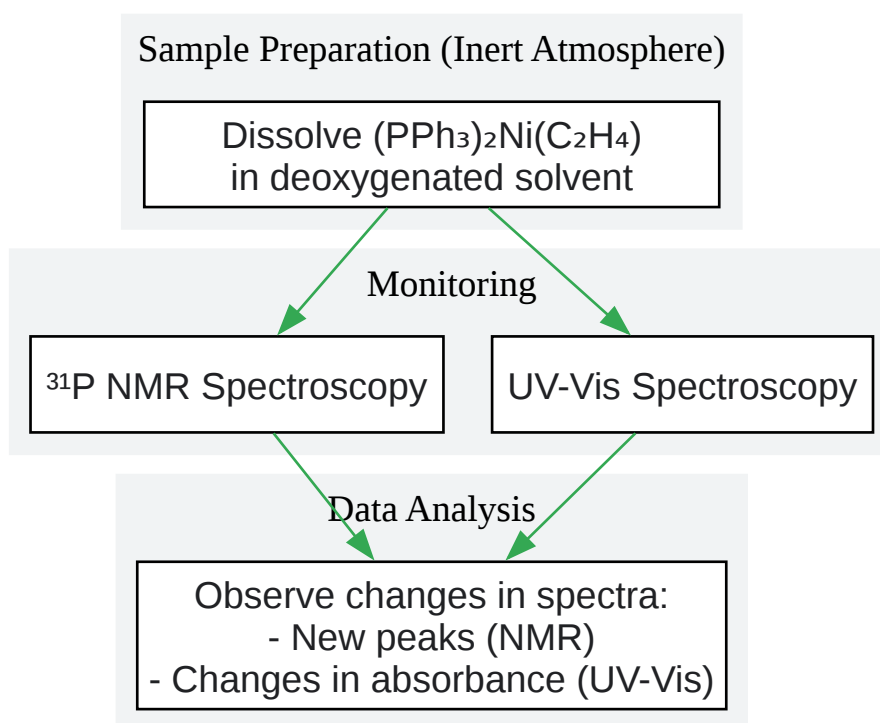 Sample Preparation (Inert Atmosphere)
Dissolve (PPh₃)₂Ni(C₂H₄)
in deoxygenated solvent
Monitoring
³¹P NMR Spectroscopy
UV-Vis Spectroscopy
Data Analysis
Observe changes in spectra:
- New peaks (NMR)
- Changes in absorbance (UV-Vis)